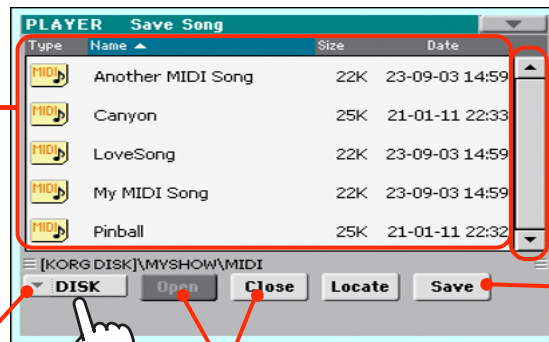 PLAYER Save Song
Type Name Size Date
MIDI Another MIDI Song 22K 23-09-03 14:59
MIDI Canyon 25K 21-01-11 22:33
MIDI LoveSong 22K 23-09-03 14:59
MIDI My MIDI Song 22K 23-09-03 14:59
MIDI Pinball 25K 21-01-11 22:32
[KORG DISK]\MYSHOW\MIDI
DISK Open Close Locate Save